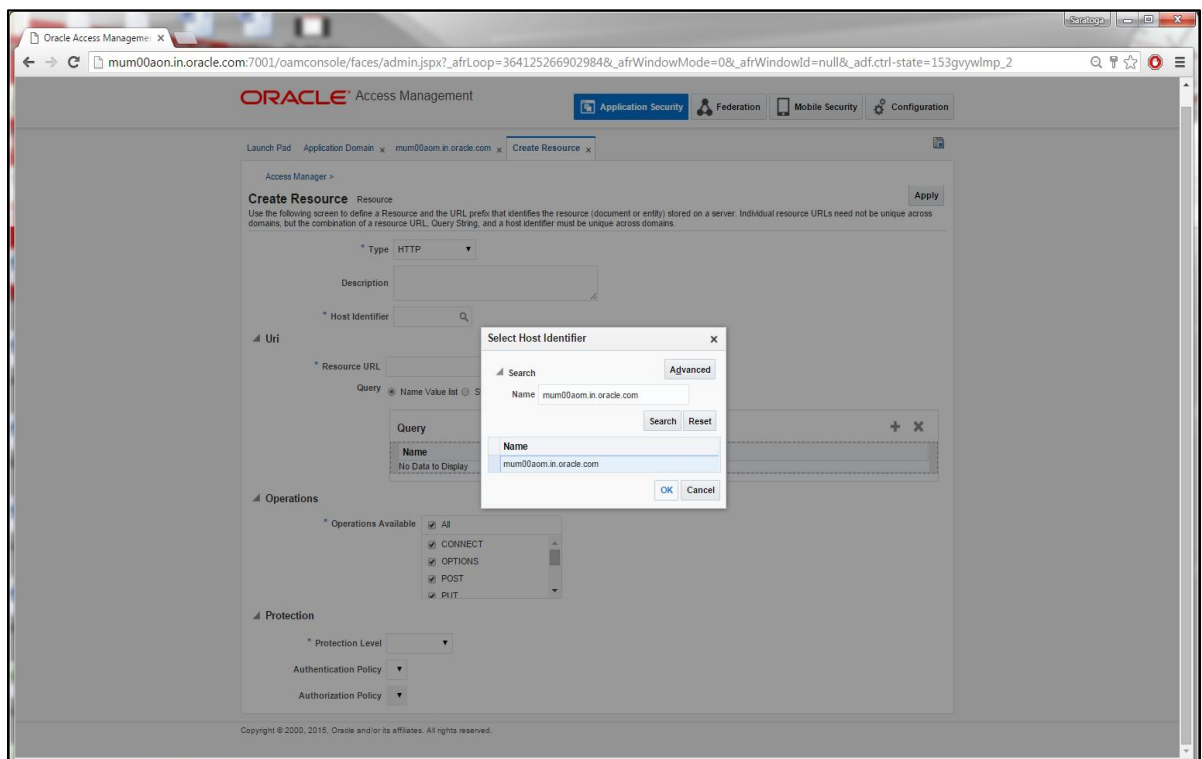 Saratoga
Oracle Access Managemer
mum00aon.in.oracle.com:7001/oamconsole/faces/admin.jspx?_afrLoop=364125266902984&_afrWindowMode=0&_afrWindowId=null&_adf.ctrl-state=153gvywlmp_2
ORACLE Access Management
Application Security Federation Mobile Security Configuration
Launch Pad Application Domain mum00aom.in.oracle.com Create Resource
Access Manager >
Create Resource Resource
Apply
Use the following screen to define a Resource and the URL prefix that identifies the resource (document or entity) stored on a server. Individual resource URLs need not be unique across
domains, but the combination of a resource URL, Query String, and a host identifier must be unique across domains.
* Type HTTP
Description
* Host Identifier
Uri
* Resource URL
Query Name Value list S
Query
Name
No Data to Display
Select Host Identifier
Search
Advanced
Name mum00aom.in.oracle.com
Search Reset
Name
mum00aom.in.oracle.com
OK Cancel
Operations
* Operations Available All
CONNECT
OPTIONS
POST
PUT
Protection
* Protection Level
Authentication Policy
Authorization Policy
Copyright © 2000, 2015, Oracle and/or its affiliates. All rights reserved.